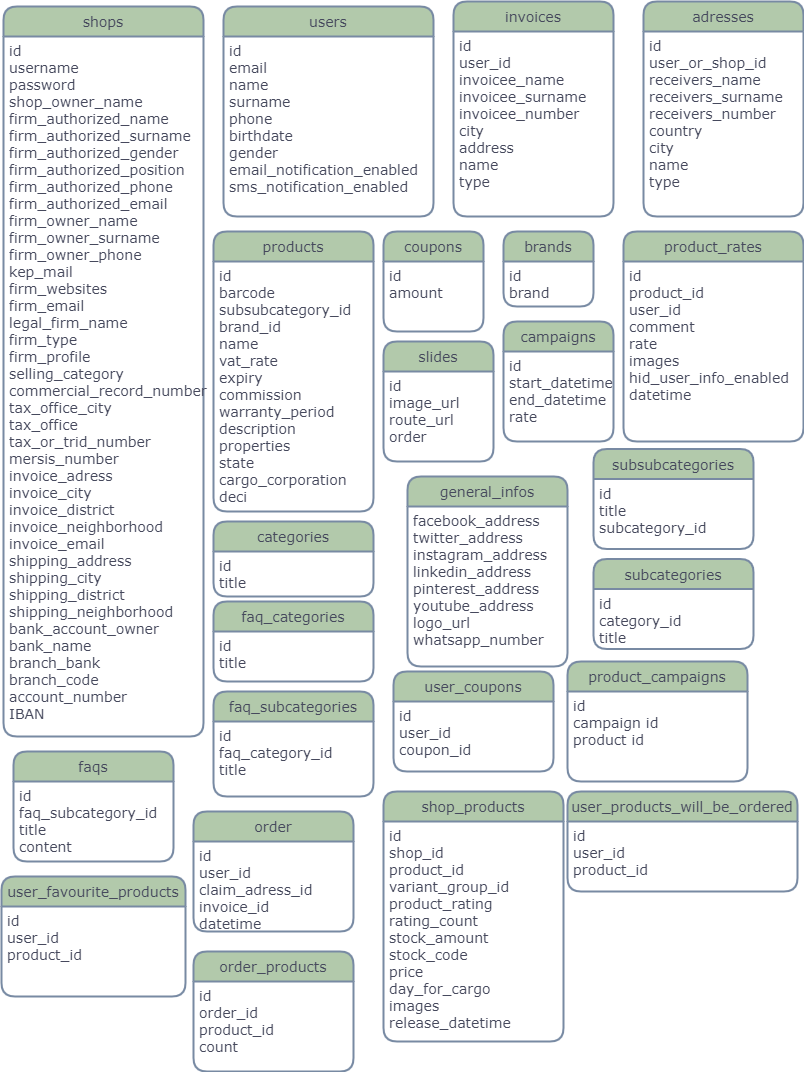 shops
id
username
password
shop_owner_name
firm_authorized_name
firm_authorized_surname
firm_authorized_gender
firm_authorized_position
firm_authorized_phone
firm_authorized_email
firm_owner_name
firm_owner_surname
firm_owner_phone
kep_mail
firm_websites
firm_email
legal_firm_name
firm_type
firm_profile
selling_category
commercial_record_number
tax_office_city
tax_office
tax_or_trid_number
mersis_number
invoice_adress
invoice_city
invoice_district
invoice_neighborhood
invoice_email
shipping_address
shipping_city
shipping_district
shipping_neighborhood
bank_account_owner
bank_name
branch_bank
branch_code
account_number
IBAN
users
id
email
name
surname
phone
birthdate
gender
email_notification_enabled
sms_notification_enabled
invoices
id
user_id
invoicee_name
invoicee_surname
invoicee_number
city
address
name
type
adresses
id
user_or_shop_id
receivers_name
receivers_surname
receivers_number
country
city
name
type
products
id
barcode
subsubcategory_id
brand_id
name
vat_rate
expiry
commission
warranty_period
description
properties
state
cargo_corporation
deci
coupons
id
amount
brands
id
brand
product_rates
id
product_id
user_id
comment
rate
images
hid_user_info_enabled
datetime
slides
id
image_url
route_url
order
campaigns
id
start_datetime
end_datetime
rate
general_infos
facebook_address
twitter_address
instagram_address
linkedin_address
pinterest_address
youtube_address
logo_url
whatsapp_number
subsubcategories
id
title
subcategory_id
categories
id
title
subcategories
id
category_id
title
faq_categories
id
title
user_coupons
id
user_id
coupon_id
product_campaigns
id
campaign id
product id
faq_subcategories
id
faq_category_id
title
faqs
id
faq_subcategory_id
title
content
order
id
user_id
claim_adress_id
invoice_id
datetime
shop_products
id
shop_id
product_id
variant_group_id
product_rating
rating_count
stock_amount
stock_code
price
day_for_cargo
images
release_datetime
user_products_will_be_ordered
id
user_id
product_id
user_favourite_products
id
user_id
product_id
order_products
id
order_id
product_id
count